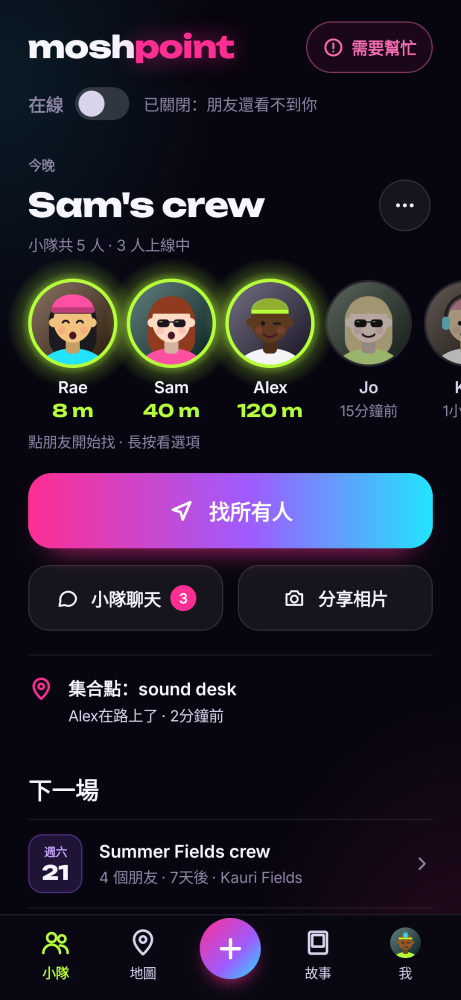 moshpoint
需要幫忙
在線
已關閉：朋友還看不到你
今晚
Sam's crew
小隊共 5 人 · 3 人上線中
Rae
Sam
Alex
Jo
8 m
40 m
120 m
15分鐘前
點朋友開始找 · 長按看選項
找所有人
小隊聊天 3
分享相片
集合點：sound desk
Alex在路上了 · 2分鐘前
下一場
週六
21
Summer Fields crew
4 個朋友 · 7天後 · Kauri Fields
小隊
地圖
故事
我